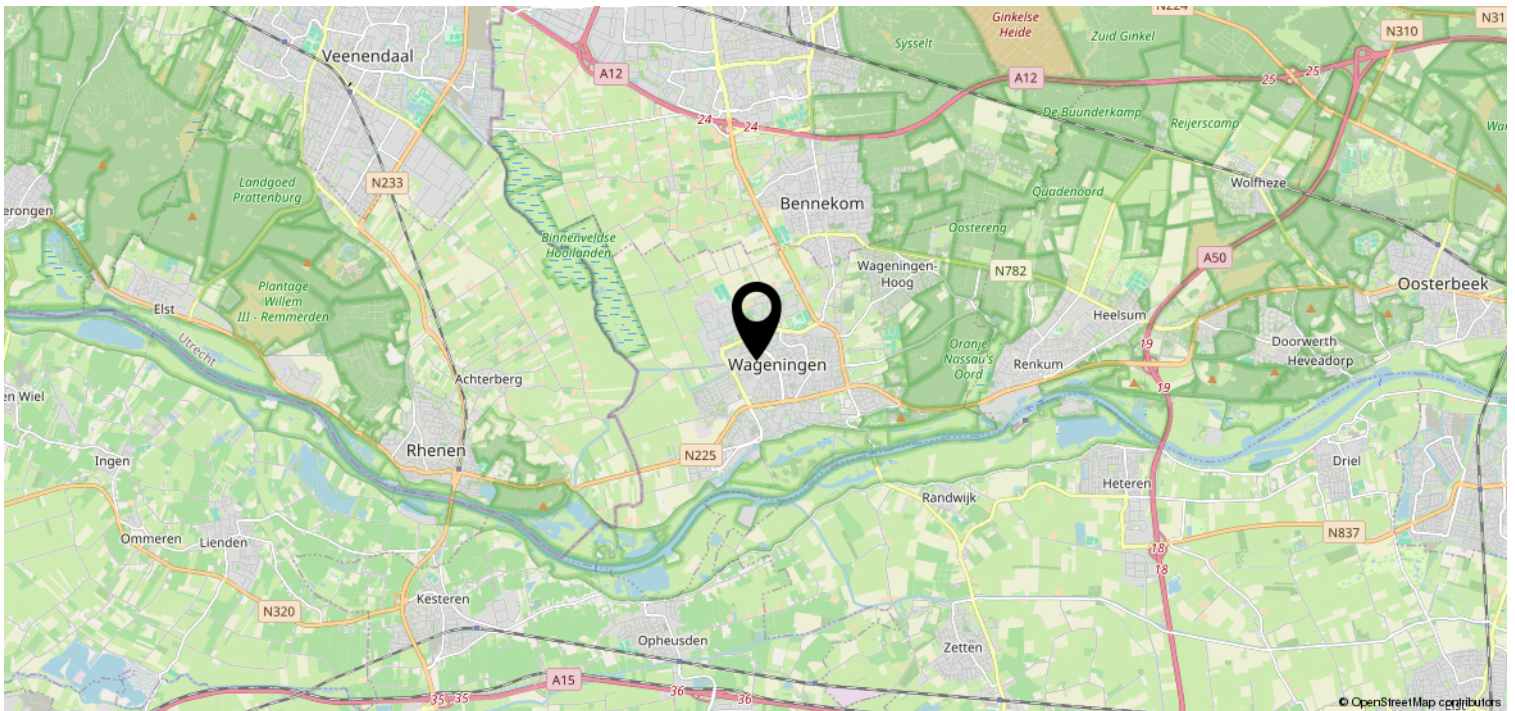 N224
N31
Ginkelse
Heide
Zuid Ginkel
N310
Sysselt
Veenendaal
A12
A12
25
25
De Buunderkamp
24
24
Reijerscamp
Wolfheze
N233
Landgoed
Prattenburg
Quadenoord
Bennekom
erongen
Oostereng
Binnenveldse
Hooilanden
A50
Wageningen-
Hoog
N782
Oosterbeek
Plantage
Willem
III - Remmerden
Elst
Heelsum
Utrecht
19
Oranje
Nassau's
Oord
Doorwerth
Heveadorp
Wageningen
Renkum
Achterberg
19
en Wiel
Rhenen
N225
Ingen
Driel
Heteren
Randwijk
Ommeren
Lienden
N837
18
18
Kesteren
N320
Opheusden
Zetten
A15
35
35
36
36
© OpenStreetMap contributors